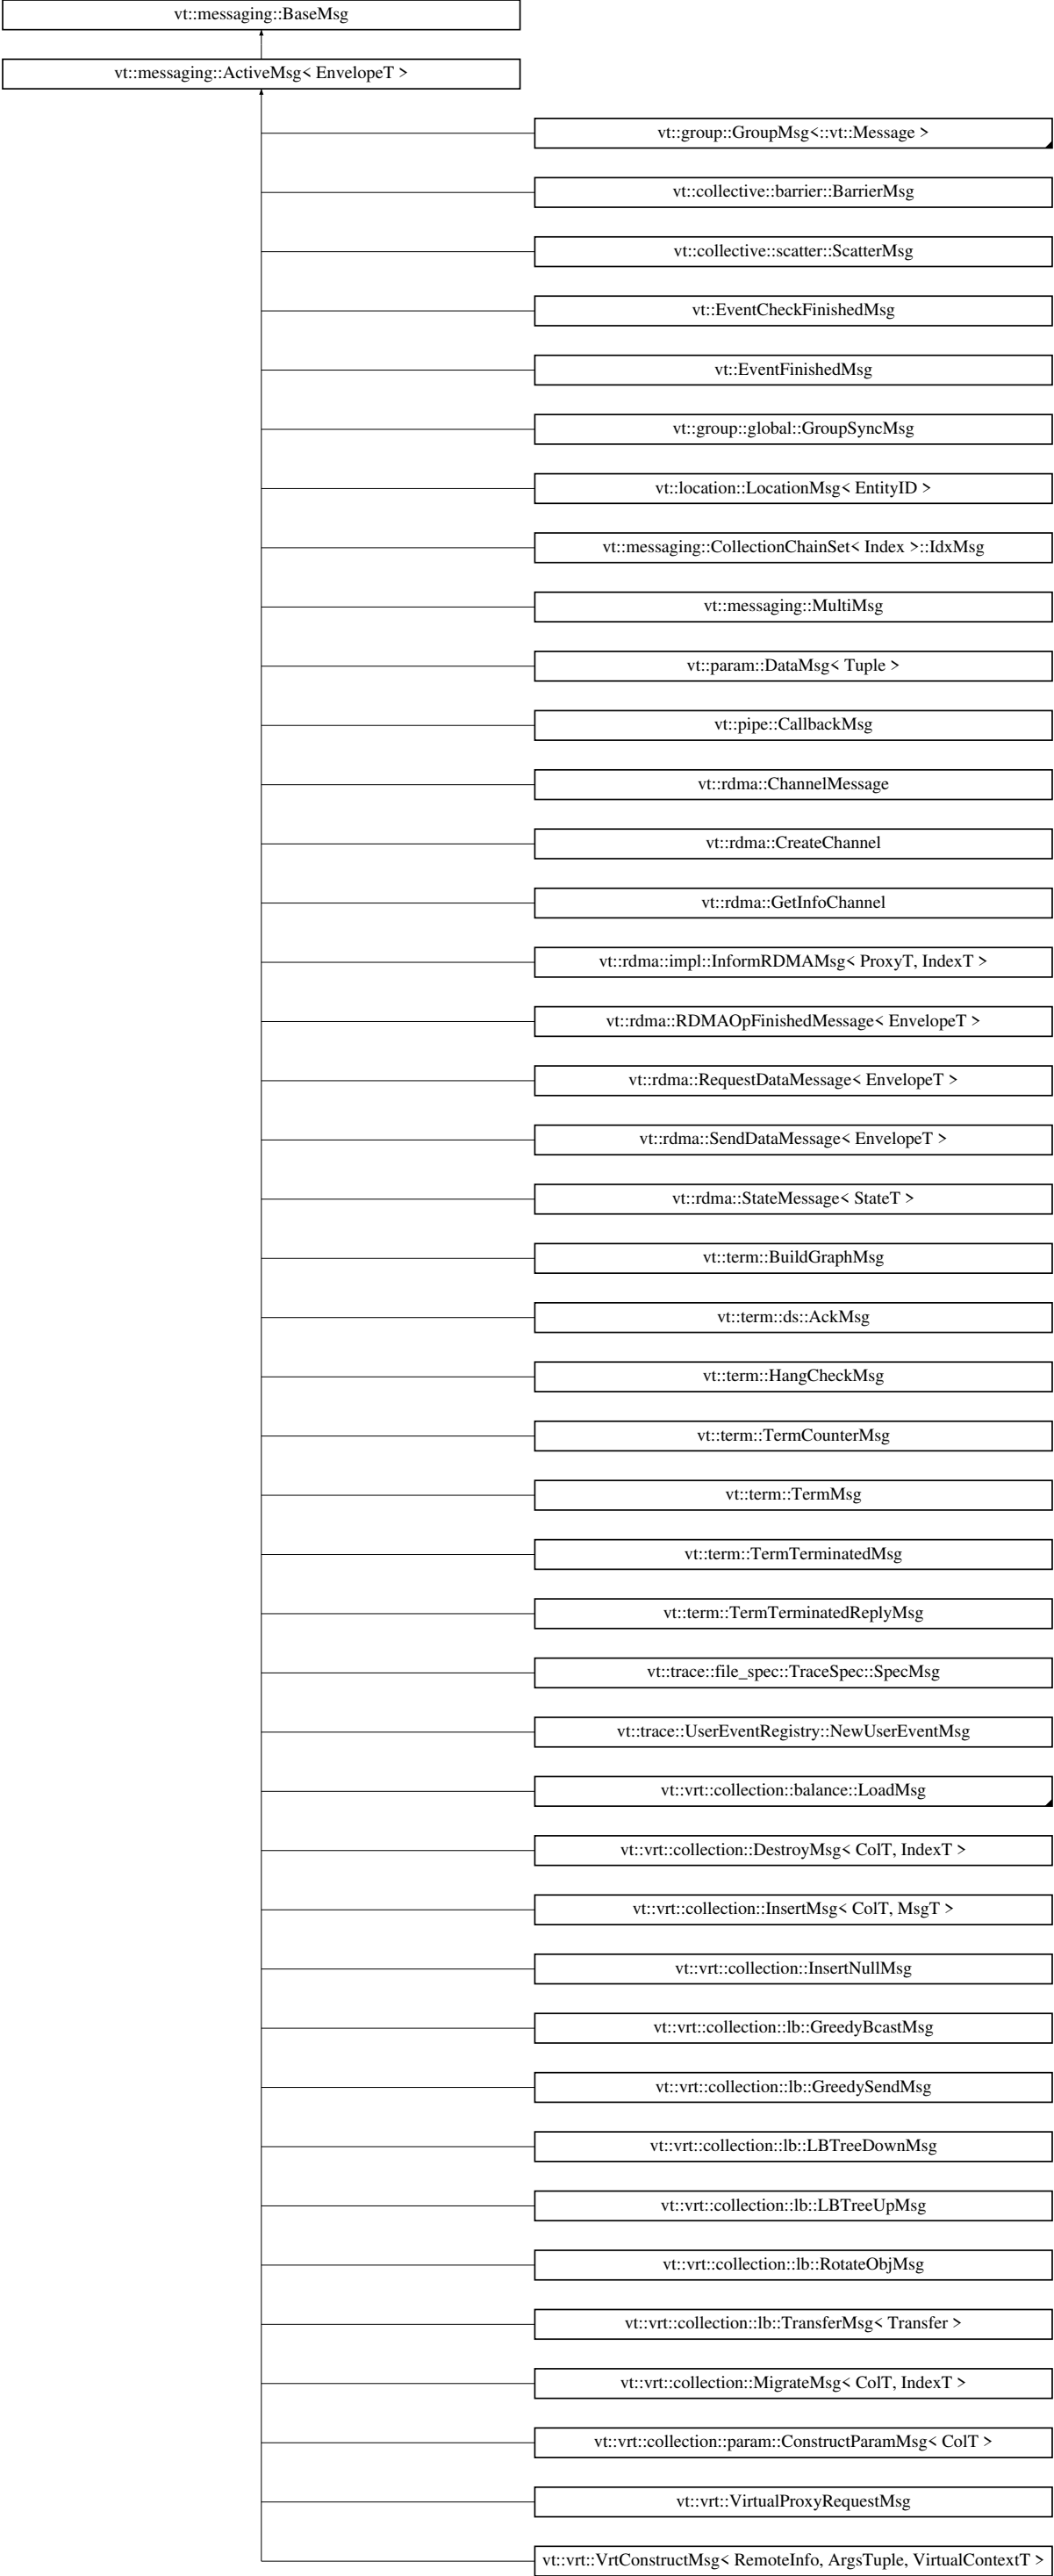 vt::messaging::BaseMsg
vt::messaging::ActiveMsg< EnvelopeT >
vt::group::GroupMsg<::vt::Message >
vt::collective::barrier::BarrierMsg
vt::collective::scatter::ScatterMsg
vt::EventCheckFinishedMsg
vt::EventFinishedMsg
vt::group::global::GroupSyncMsg
vt::location::LocationMsg< EntityID >
vt::messaging::CollectionChainSet< Index >::IdxMsg
vt::messaging::MultiMsg
vt::param::DataMsg< Tuple >
vt::pipe::CallbackMsg
vt::rdma::ChannelMessage
vt::rdma::CreateChannel
vt::rdma::GetInfoChannel
vt::rdma::impl::InformRDMAMsg< ProxyT, IndexT >
vt::rdma::RDMAOpFinishedMessage< EnvelopeT >
vt::rdma::RequestDataMessage< EnvelopeT >
vt::rdma::SendDataMessage< EnvelopeT >
vt::rdma::StateMessage< StateT >
vt::term::BuildGraphMsg
vt::term::ds::AckMsg
vt::term::HangCheckMsg
vt::term::TermCounterMsg
vt::term::TermMsg
vt::term::TermTerminatedMsg
vt::term::TermTerminatedReplyMsg
vt::trace::file_spec::TraceSpec::SpecMsg
vt::trace::UserEventRegistry::NewUserEventMsg
vt::vrt::collection::balance::LoadMsg
vt::vrt::collection::DestroyMsg< ColT, IndexT >
vt::vrt::collection::InsertMsg< ColT, MsgT >
vt::vrt::collection::InsertNullMsg
vt::vrt::collection::lb::GreedyBcastMsg
vt::vrt::collection::lb::GreedySendMsg
vt::vrt::collection::lb::LBTreeDownMsg
vt::vrt::collection::lb::LBTreeUpMsg
vt::vrt::collection::lb::RotateObjMsg
vt::vrt::collection::lb::TransferMsg< Transfer >
vt::vrt::collection::MigrateMsg< ColT, IndexT >
vt::vrt::collection::param::ConstructParamMsg< ColT >
vt::vrt::VirtualProxyRequestMsg
vt::vrt::VrtConstructMsg< RemoteInfo, ArgsTuple, VirtualContextT >